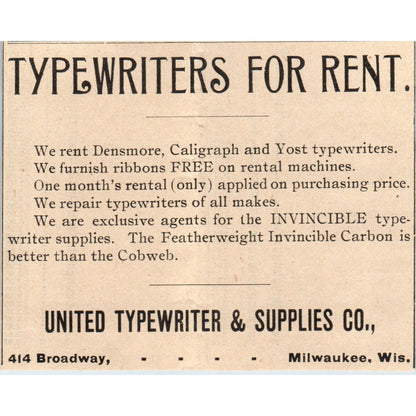 TYPEWRITERS FOR RENT.
We rent Densmore, Caligraph and Yost typewriters.
We furnish ribbons FREE on rental machines.
One month's rental (only) applied on purchasing price.
We repair typewriters of all makes.
We are exclusive agents for the INVINCIBLE type-
writer supplies. The Featherweight Invincible Carbon is
better than the Cobweb.
UNITED TYPEWRITER & SUPPLIES CO.,
414 Broadway, - - - - Milwaukee, Wis.